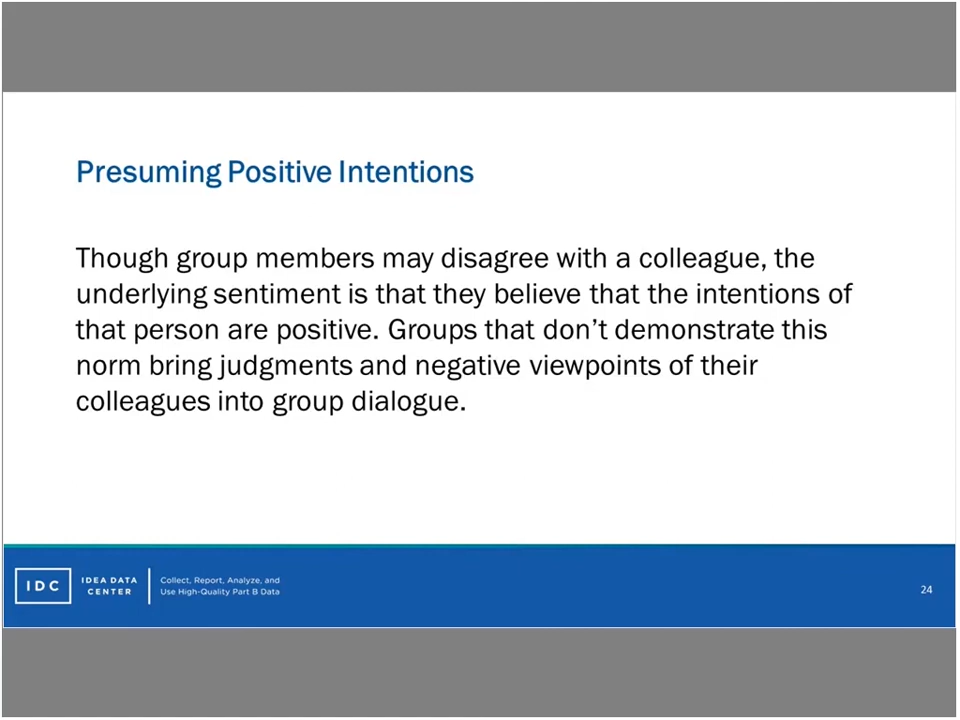 Presuming Positive Intentions
Though group members may disagree with a colleague, the
underlying sentiment is that they believe that the intentions of
that person are positive. Groups that don’t demonstrate this
norm bring judgments and negative viewpoints of their
colleagues into group dialogue.
IDC
IDEA DATA
CENTER
Collect, Report, Analyze, and
Use High-Quality Part B Data
24